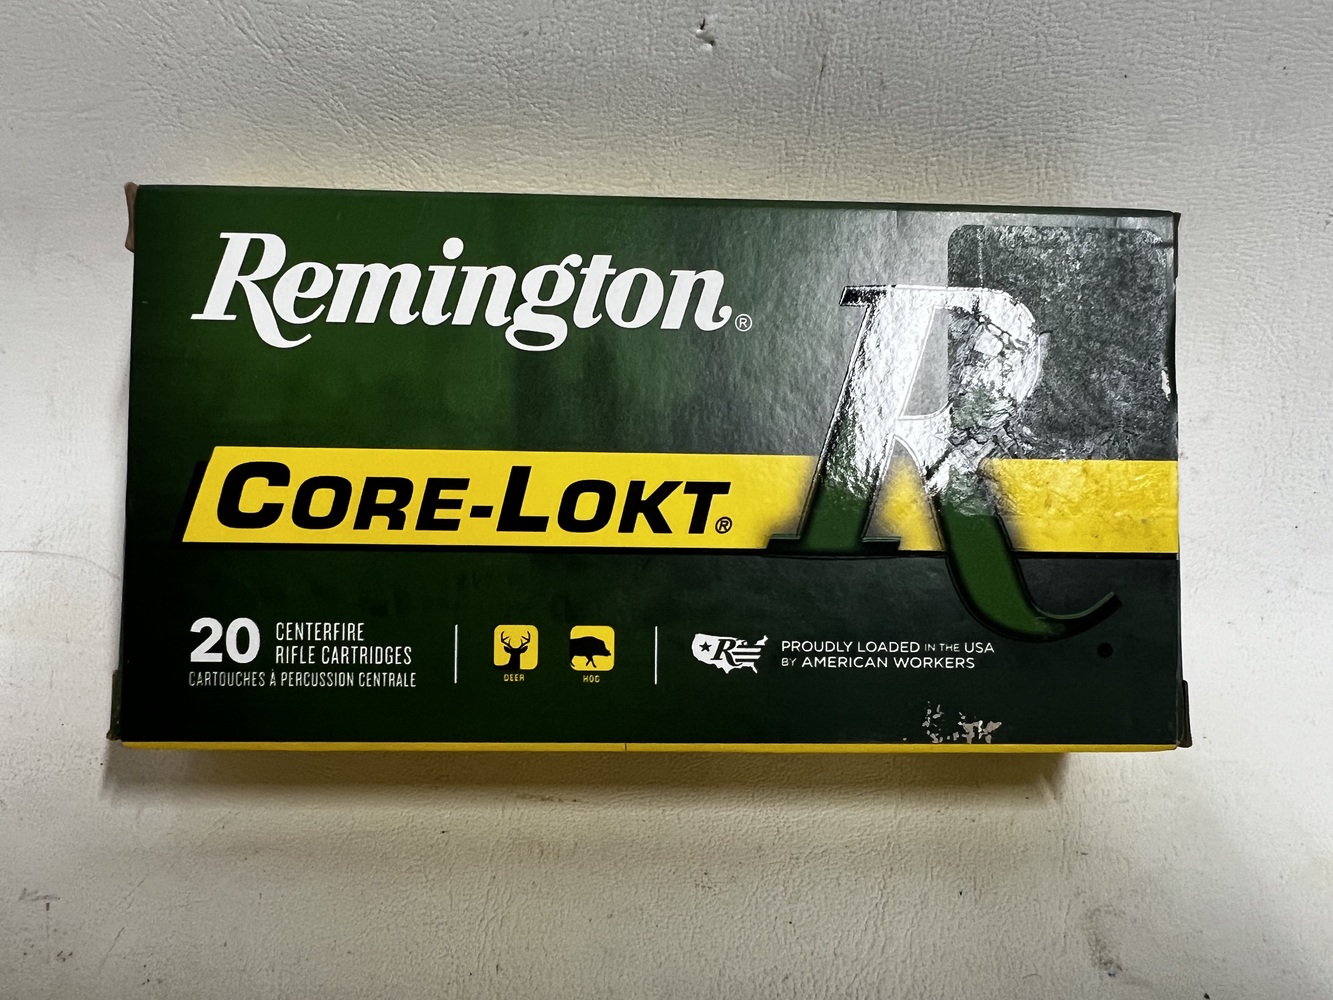 Remington®
CORE-LOKT®
20 CENTERFIRE
RIFLE CARTRIDGES
CARTOUCHES À PERCUSSION CENTRALE
DEER
HOG
R
PROUDLY LOADED IN THE USA
BY AMERICAN WORKERS
R